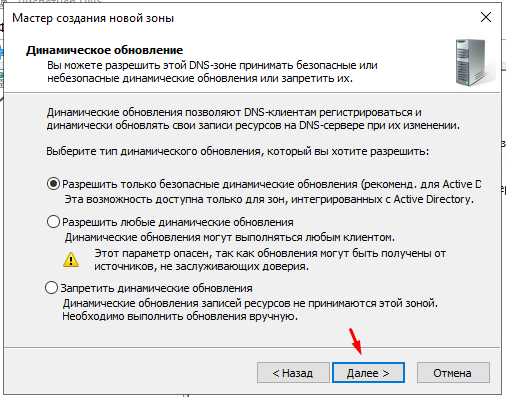 Мастер создания новой зоны
Динамическое обновление
Вы можете разрешить этой DNS-зоне принимать безопасные или
небезопасные динамические обновления или запретить их.
Динамические обновления позволяют DNS-клиентам регистрироваться и
динамически обновлять свои записи ресурсов на DNS-сервере при их изменении.
Выберите тип динамического обновления, который вы хотите разрешить:
Разрешить только безопасные динамические обновления (рекоменд. для Active D
Эта возможность доступна только для зон, интегрированных с Active Directory.
Разрешить любые динамические обновления
Динамические обновления могут выполняться любым клиентом.
Этот параметр опасен, так как обновления могут быть получены от
источников, не заслуживающих доверия.
Запретить динамические обновления
Динамические обновления записей ресурсов не принимаются этой зоной.
Необходимо выполнить обновления вручную.
< Назад
Далее >
Отмена